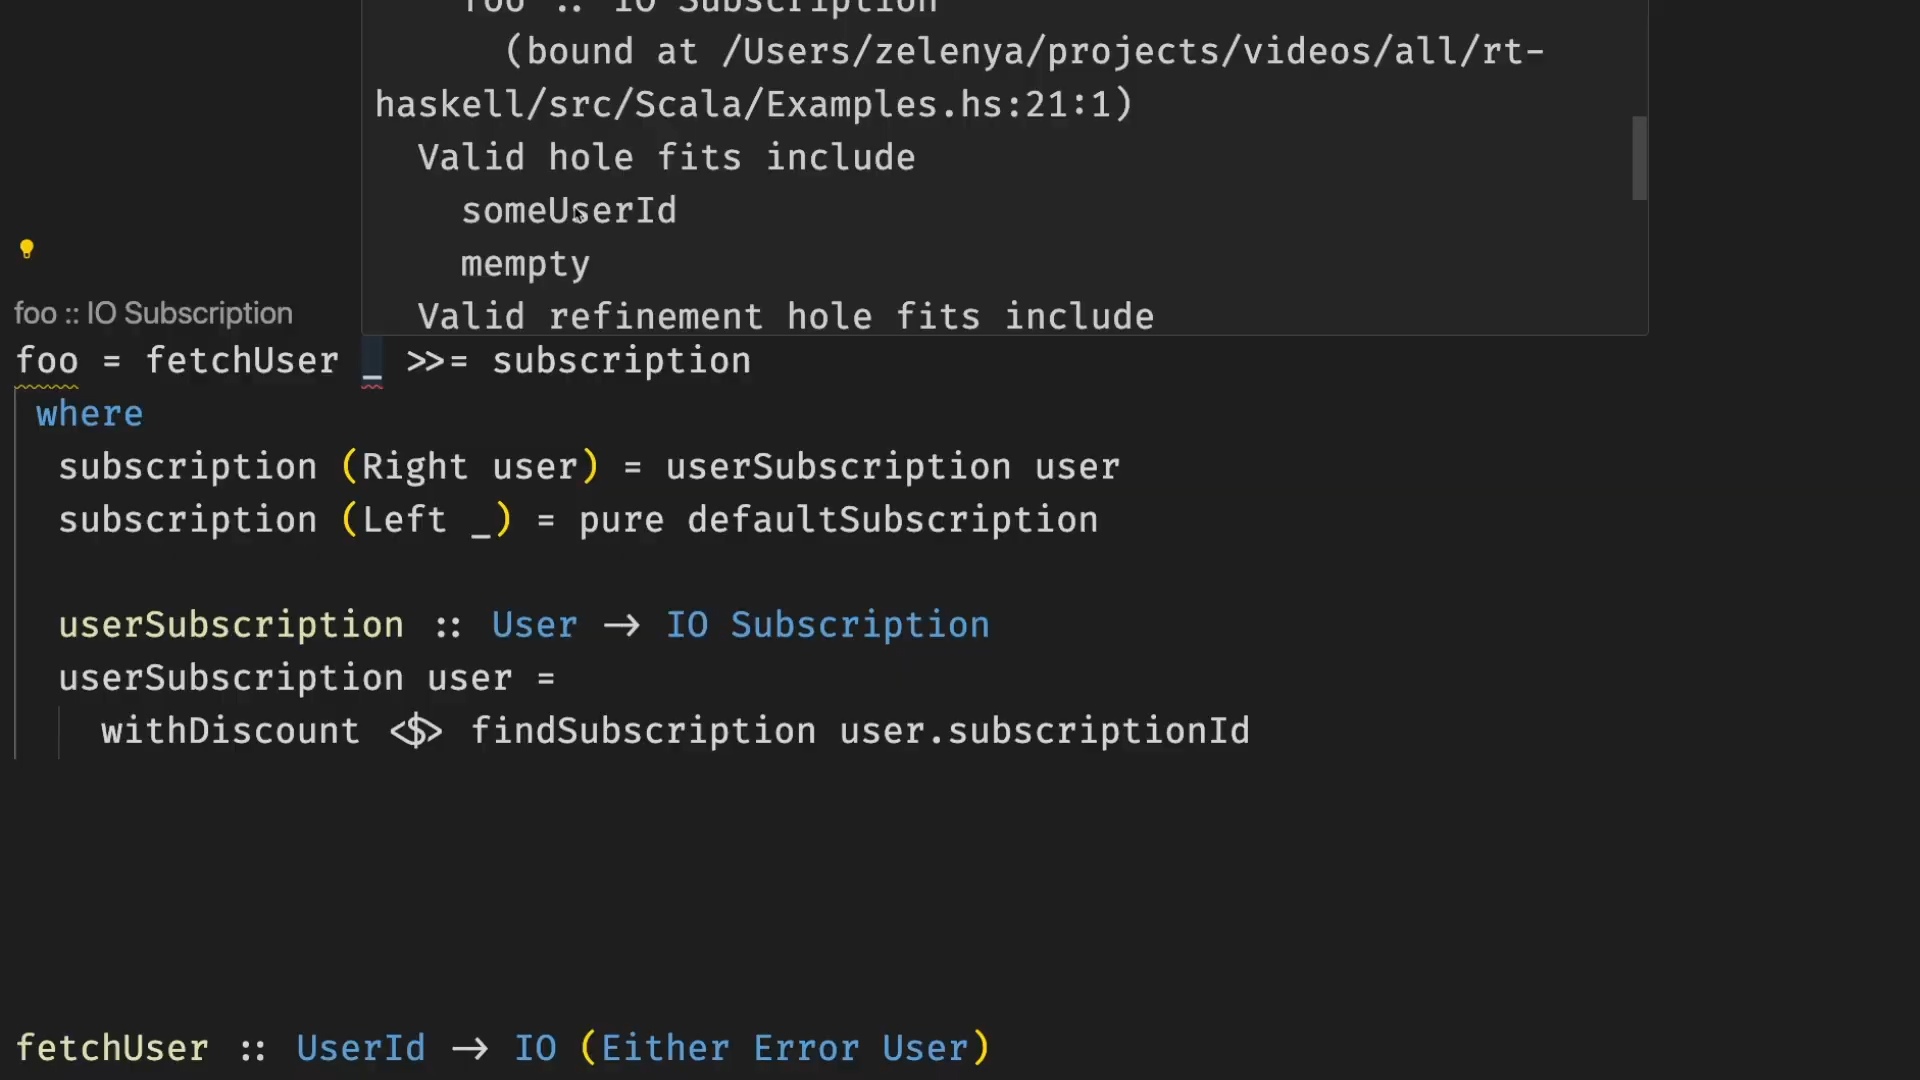 foo :: IO Subscription
(bound at /Users/zelenya/projects/videos/all/rt-
haskell/src/Scala/Examples.hs:21:1)
Valid hole fits include
someUserId
mempty
Valid refinement hole fits include
foo :: IO Subscription
foo = fetchUser _ >>= subscription
where
subscription (Right user) = userSubscription user
subscription (Left _) = pure defaultSubscription
userSubscription :: User → IO Subscription
userSubscription user =
withDiscount <$> findSubscription user.subscriptionId
fetchUser :: UserId → IO (Either Error User)